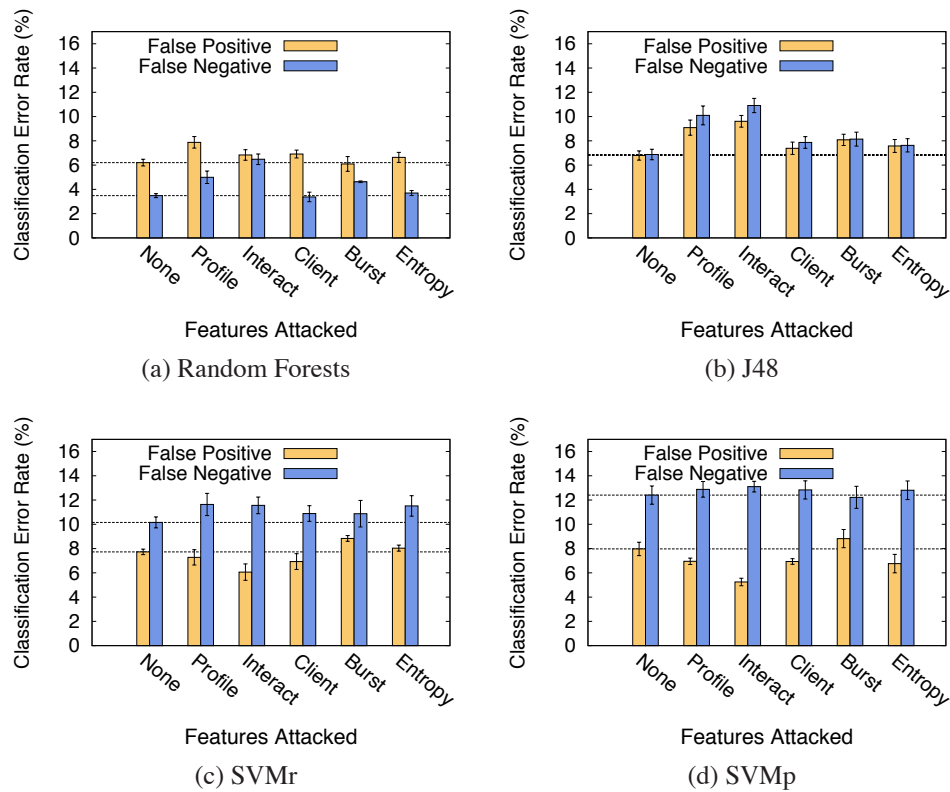 Classification Error Rate (%)
16
14
12
10
8
6
4
2
0
False Positive
False Negative
None
Profile
Interact
Client
Burst
Entropy
Features Attacked
(a) Random Forests
Classification Error Rate (%)
16
14
12
10
8
6
4
2
0
False Positive
False Negative
None
Profile
Interact
Client
Burst
Entropy
Features Attacked
(b) J48
Classification Error Rate (%)
16
14
12
10
8
6
4
2
0
False Positive
False Negative
None
Profile
Interact
Client
Burst
Entropy
Features Attacked
(c) SVMr
Classification Error Rate (%)
16
14
12
10
8
6
4
2
0
False Positive
False Negative
None
Profile
Interact
Client
Burst
Entropy
Features Attacked
(d) SVMp